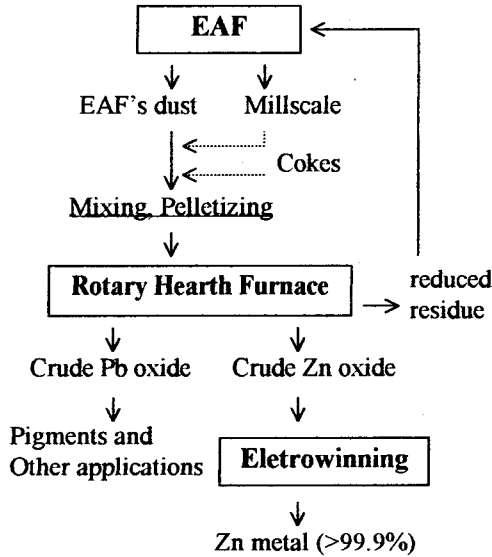 EAF
EAF's dust
Millscale
Cokes
Mixing, Pelletizing
Rotary Hearth Furnace
reduced
residue
Crude Pb oxide
Crude Zn oxide
Pigments and
Other applications
Eletrowinning
Zn metal (>99.9%)